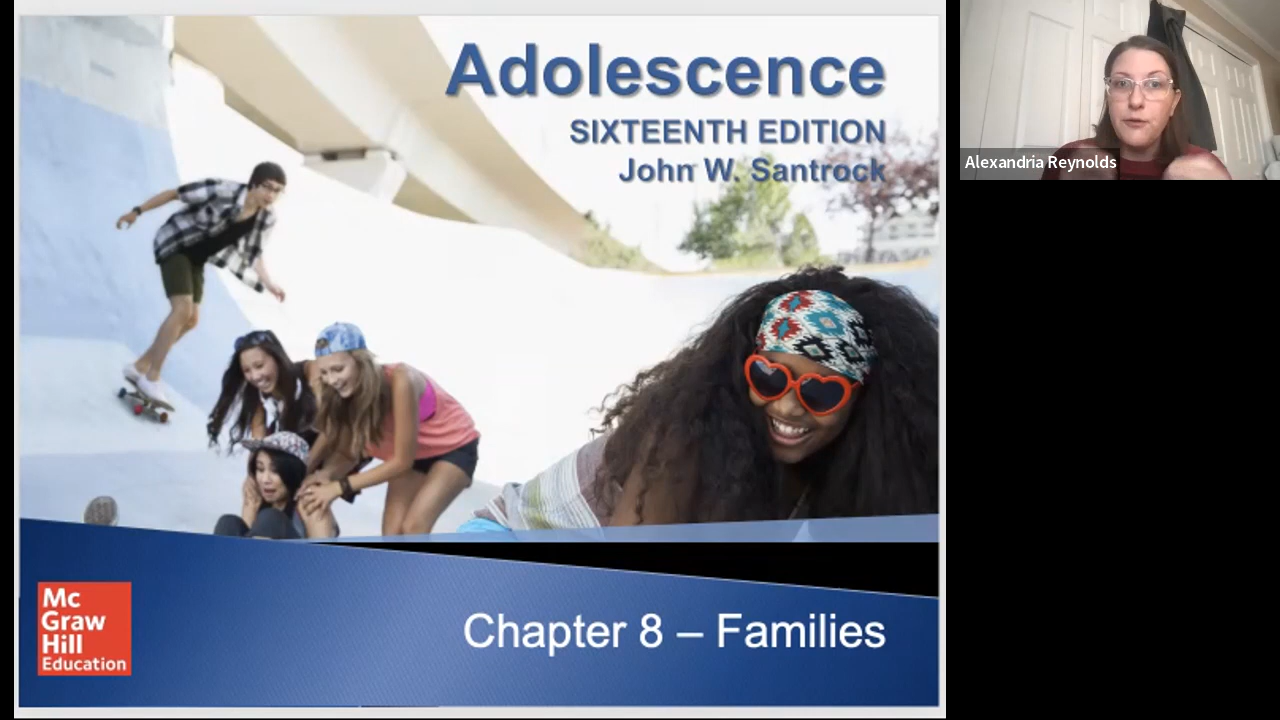 Adolescence
SIXTEENTH EDITION
John W. Santrock
Alexandria Reynolds
Mc
Graw
Hill
Education
Chapter 8 – Families